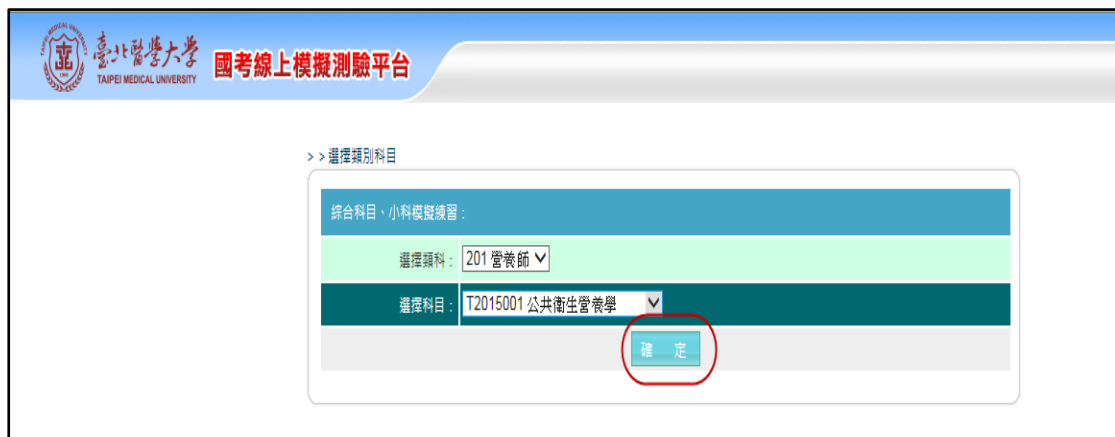 臺北醫學大學
TAIPEI MEDICAL UNIVERSITY
國考線上模擬測驗平台
> > 選擇類別科目
綜合科目、小科模擬練習 :
選擇類科 : 201 營養師
選擇科目 : T2015001 公共衛生營養學
確 定